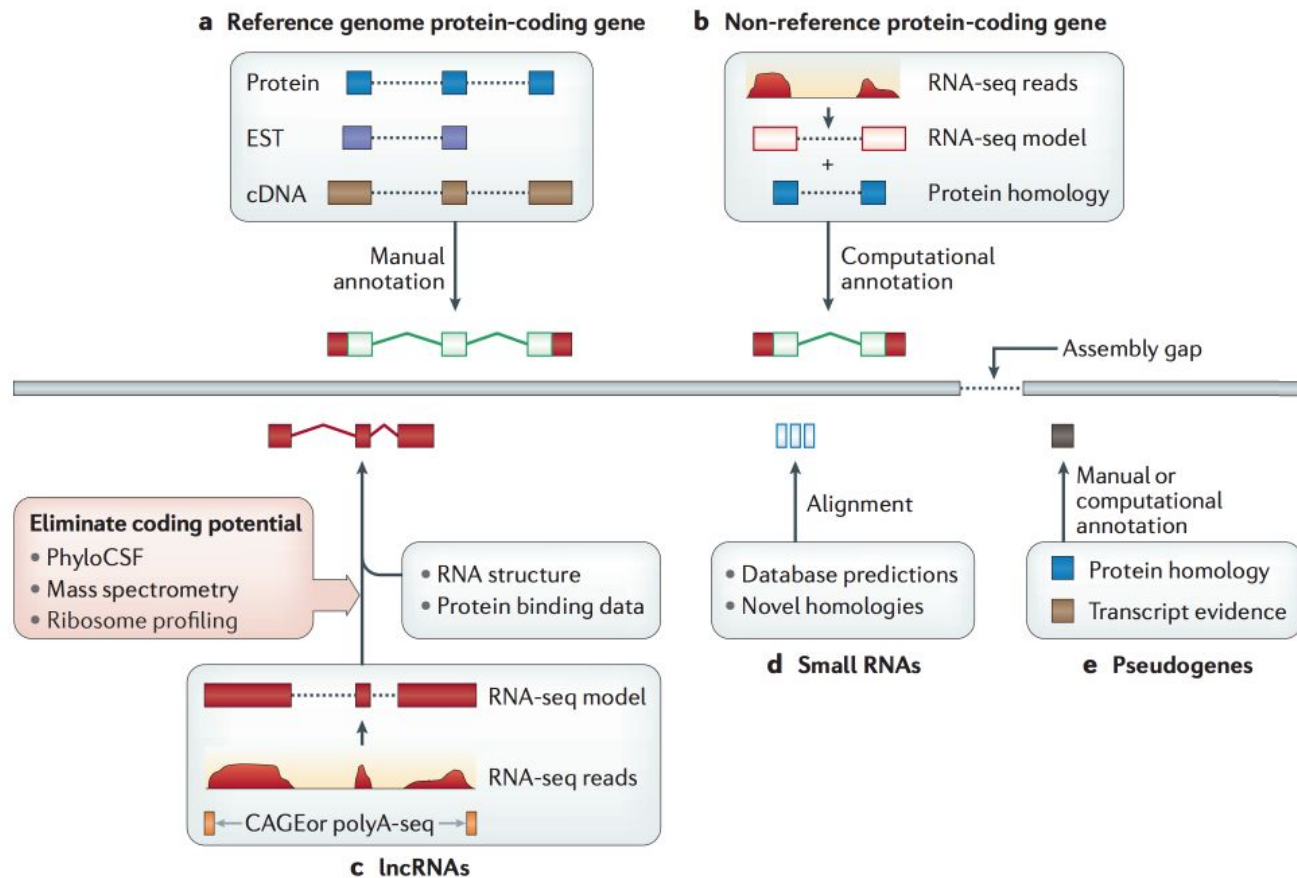 a Reference genome protein-coding gene
Protein
EST
cDNA
Manual
annotation
b Non-reference protein-coding gene
RNA-seq reads
RNA-seq model
+
Protein homology
Computational
annotation
Assembly gap
Eliminate coding potential
• PhyloCSF
• Mass spectrometry
• Ribosome profiling
• RNA structure
• Protein binding data
RNA-seq model
RNA-seq reads
CAGEor polyA-seq
c lncRNAs
Alignment
• Database predictions
• Novel homologies
d Small RNAs
Manual or
computational
annotation
Protein homology
Transcript evidence
e Pseudogenes